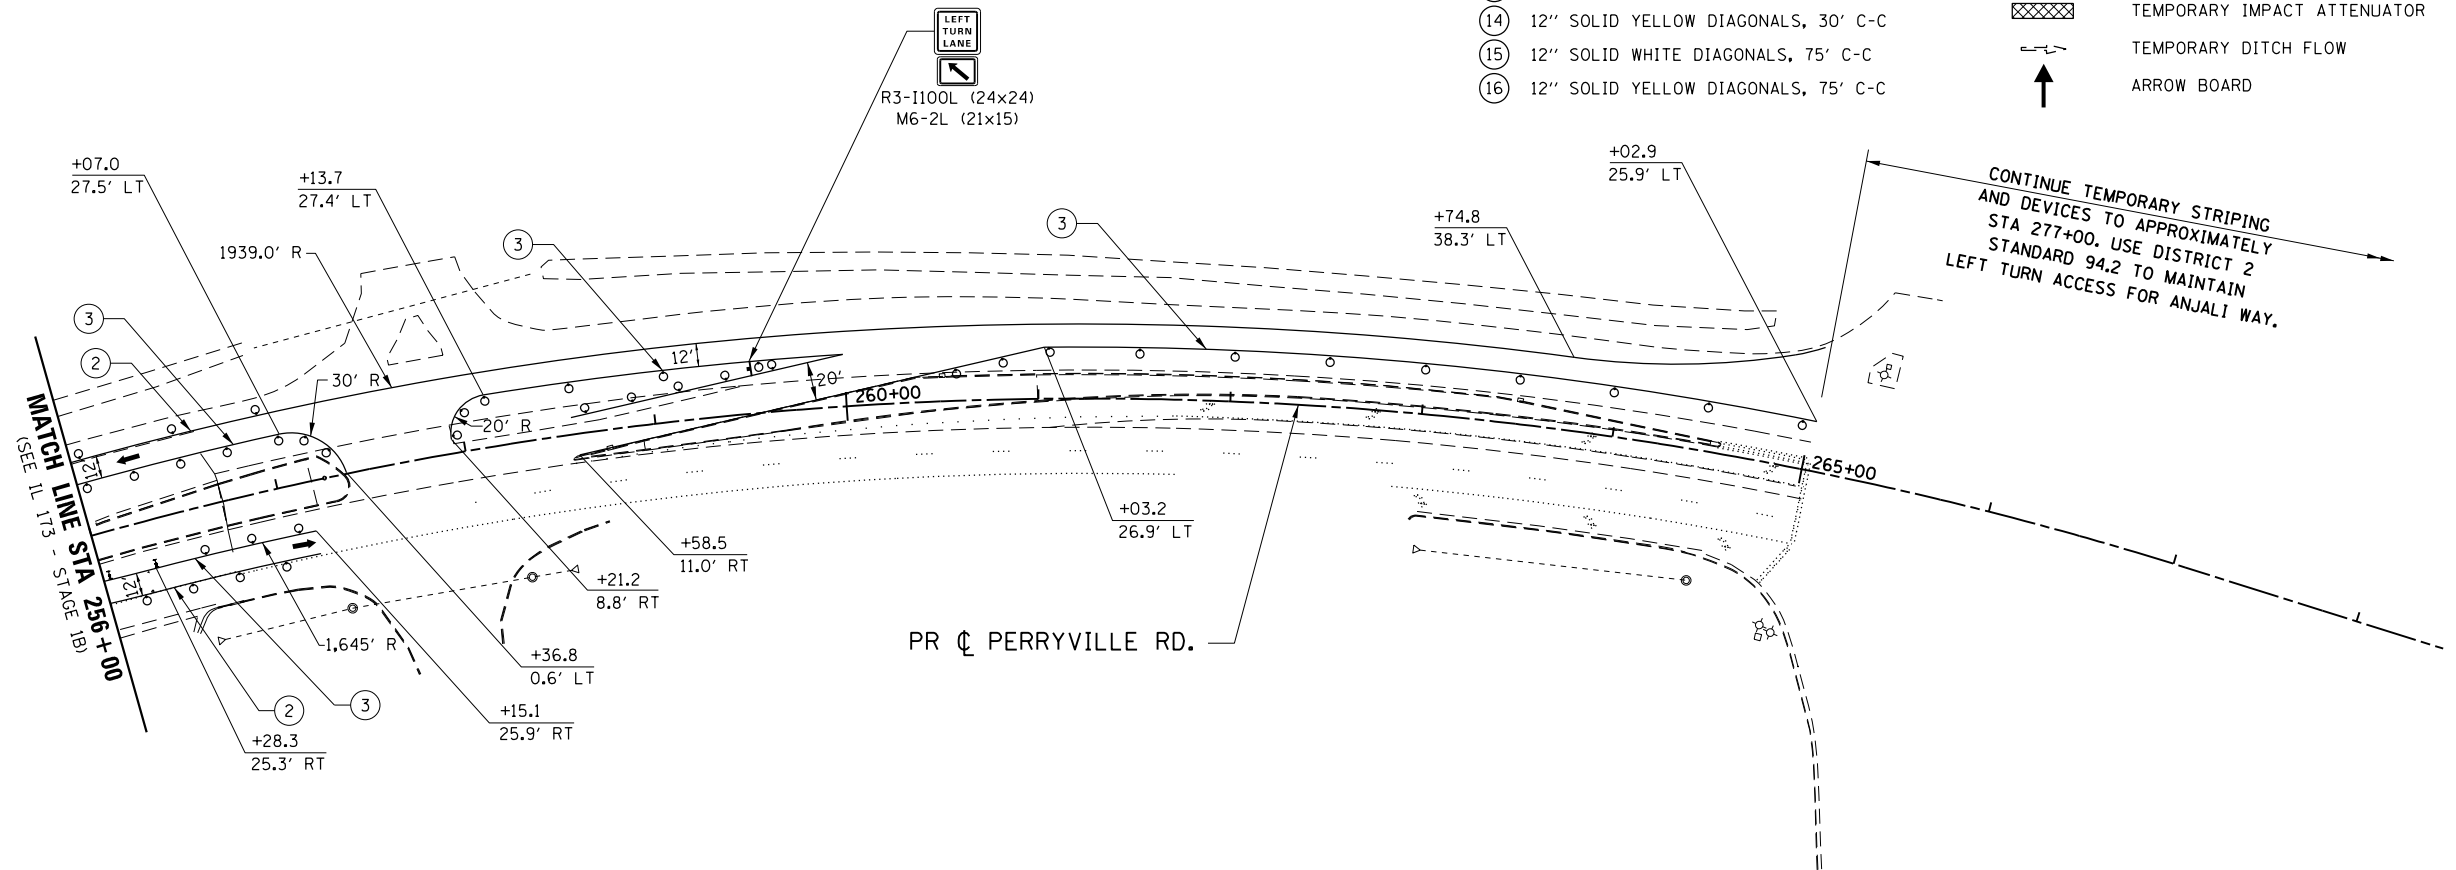 LEFT
TURN
LANE
R3-I100L (24x24)
M6-2L (21x15)
14 12" SOLID YELLOW DIAGONALS, 30' C-C
15 12" SOLID WHITE DIAGONALS, 75' C-C
16 12" SOLID YELLOW DIAGONALS, 75' C-C
TEMPORARY IMPACT ATTENUATOR
TEMPORARY DITCH FLOW
ARROW BOARD
+07.0
27.5' LT
+13.7
27.4' LT
1939.0' R
3
3
+02.9
25.9' LT
+74.8
38.3' LT
CONTINUE TEMPORARY STRIPING
AND DEVICES TO APPROXIMATELY
STA 277+00. USE DISTRICT 2
STANDARD 94.2 TO MAINTAIN
LEFT TURN ACCESS FOR ANJALI WAY.
3
2
30' R
12'
20'
20' R
260+00
265+00
12'
12'
MATCH LINE STA 256+00
(SEE IL 173 - STAGE 1B)
+03.2
26.9' LT
+58.5
11.0' RT
+21.2
8.8' RT
1,645' R
+36.8
0.6' LT
PR ℄ PERRYVILLE RD.
2
3
+15.1
25.9' RT
+28.3
25.3' RT